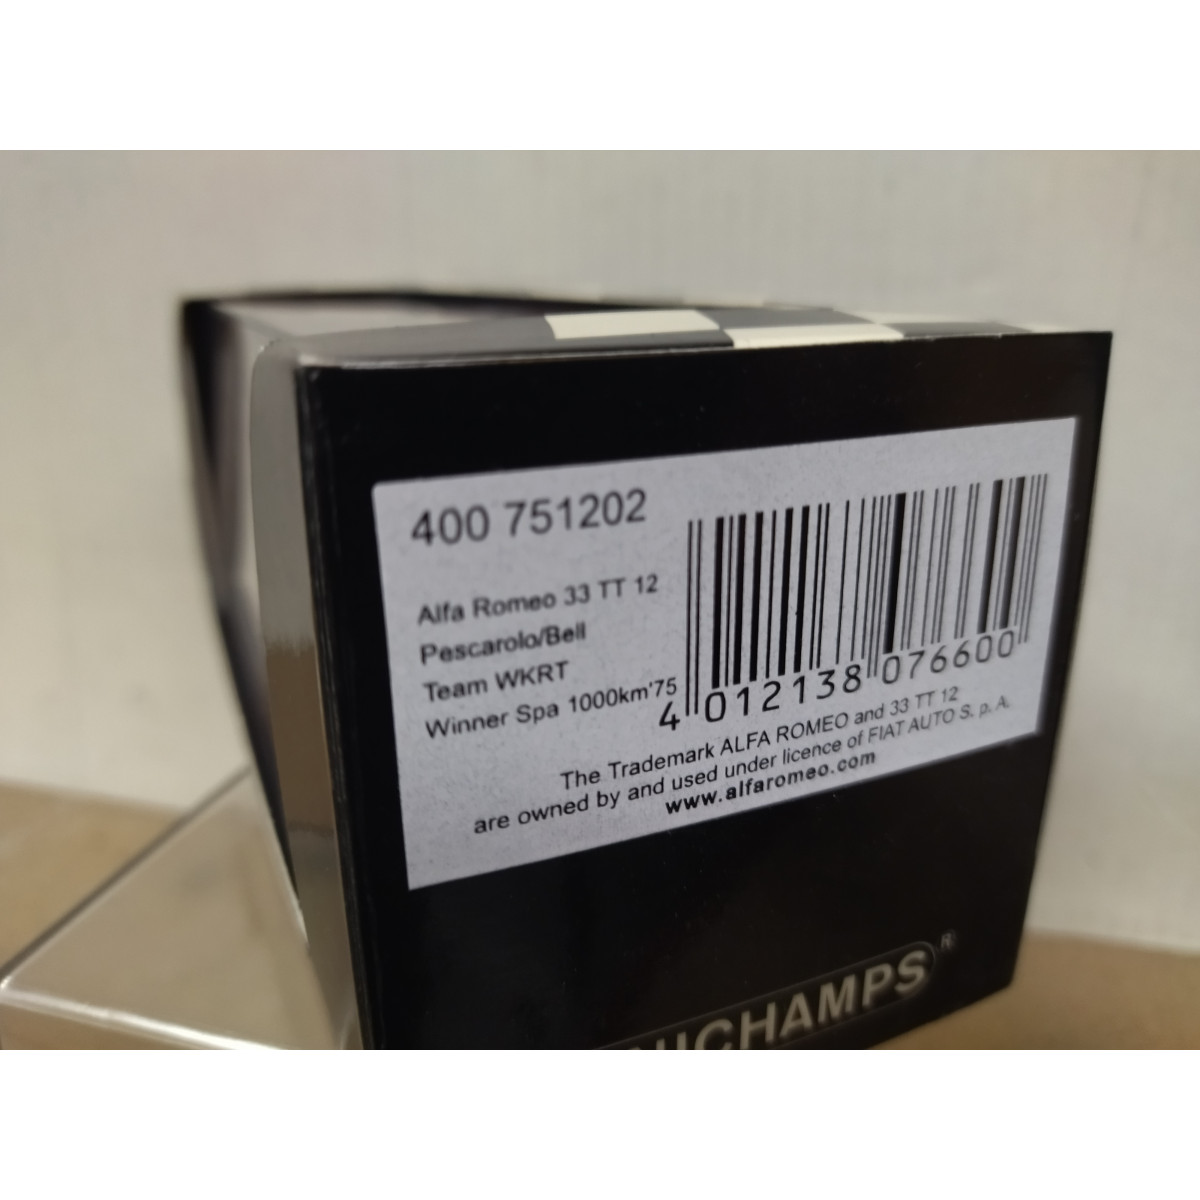 400 751202
Alfa Romeo 33 TT 12
Pescarolo/Bell
Team WKRT
Winner Spa 1000km'75
4 012138 076600
The Trademark ALFA ROMEO and 33 TT 12
are owned by and used under licence of FIAT AUTO S. p. A.
www.alfaromeo.com
NICHAMPS®